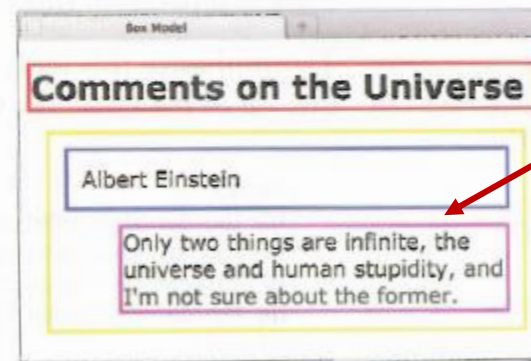 Box Model
+
Comments on the Universe
Albert Einstein
Only two things are infinite, the
universe and human stupidity, and
I'm not sure about the former.